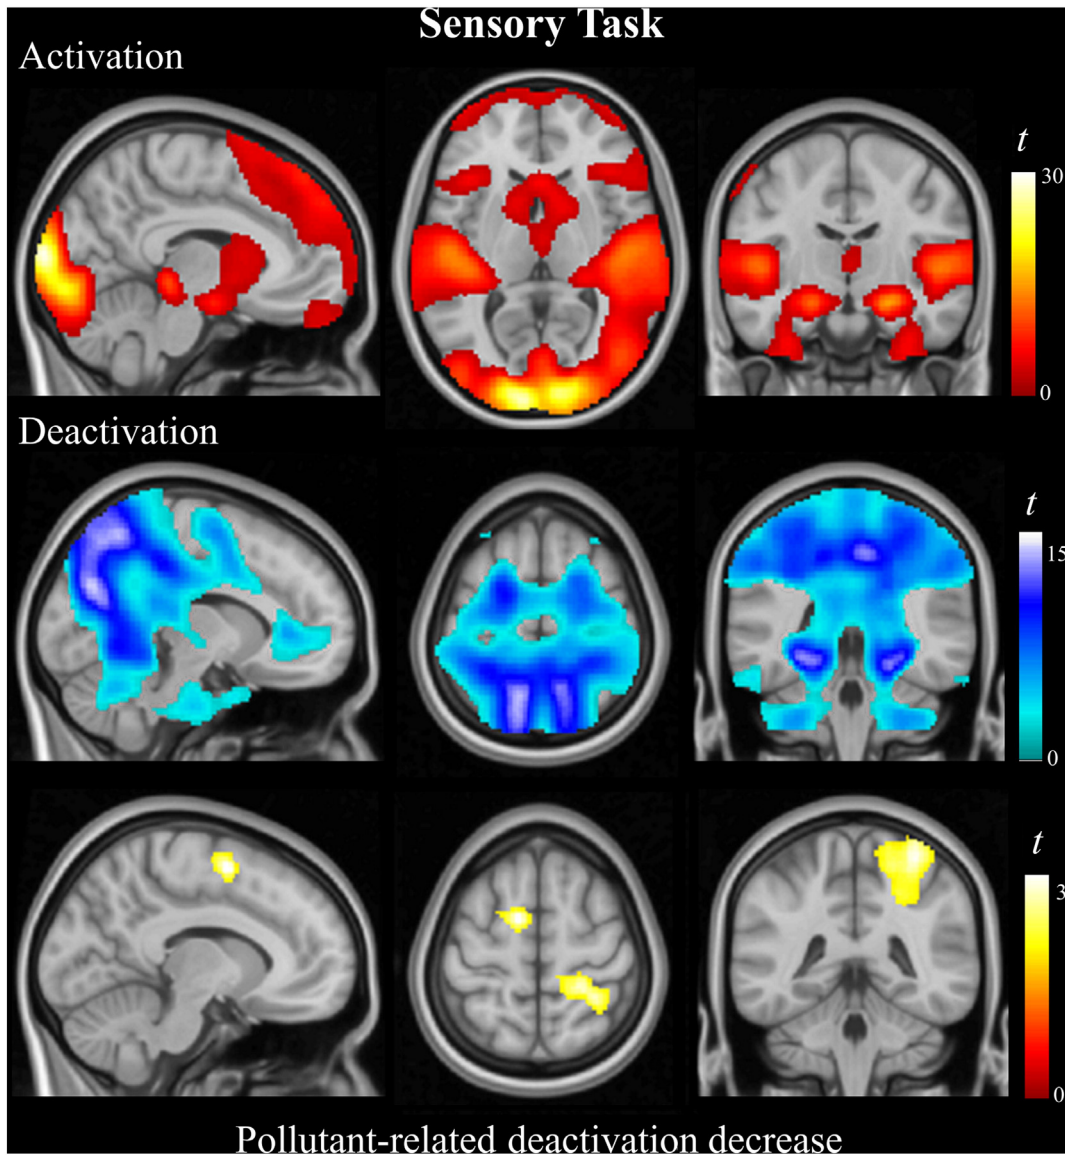 Sensory Task
Activation
t
30
0
Deactivation
t
15
0
t
3
0
Pollutant-related deactivation decrease